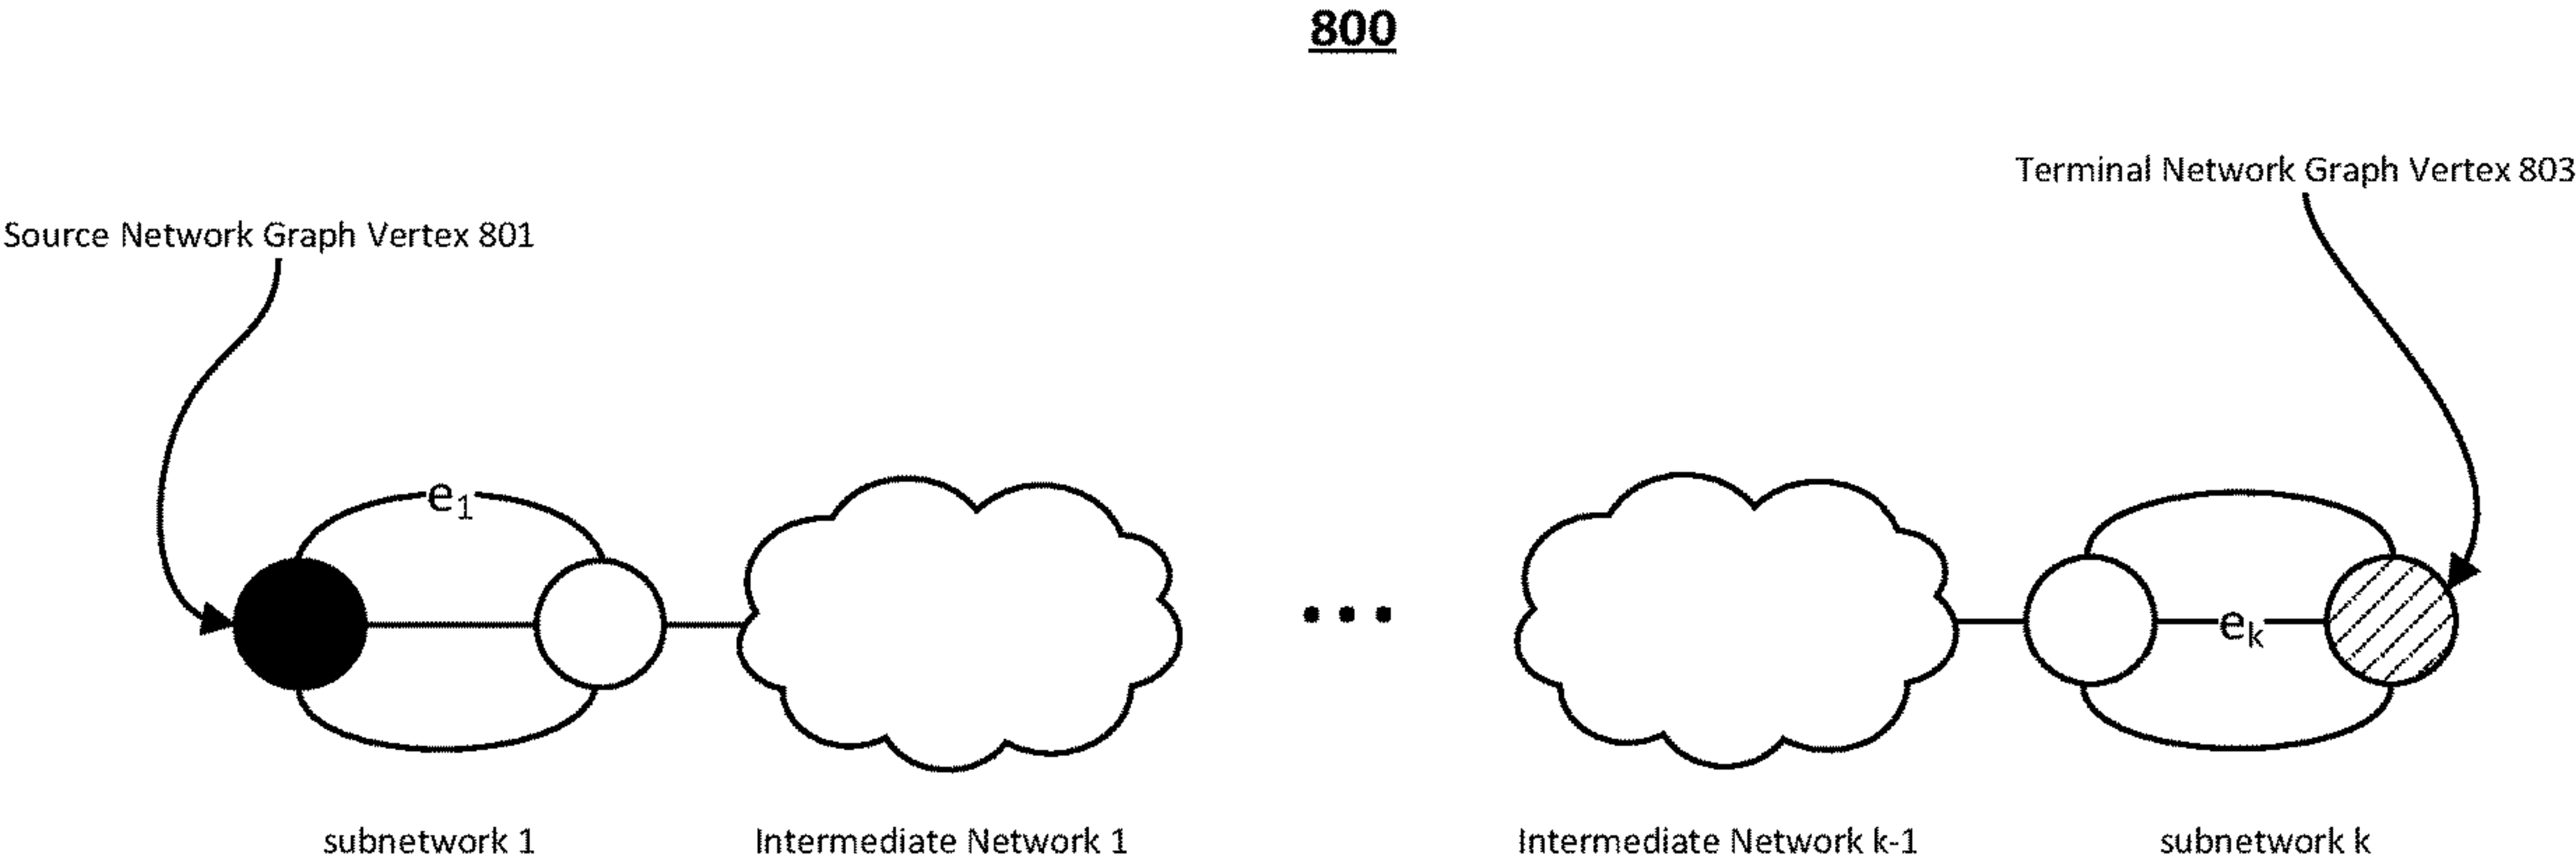 800
Terminal Network Graph Vertex 803
Source Network Graph Vertex 801
e1
ek
subnetwork 1
Intermediate Network 1
...
Intermediate Network k-1
subnetwork k